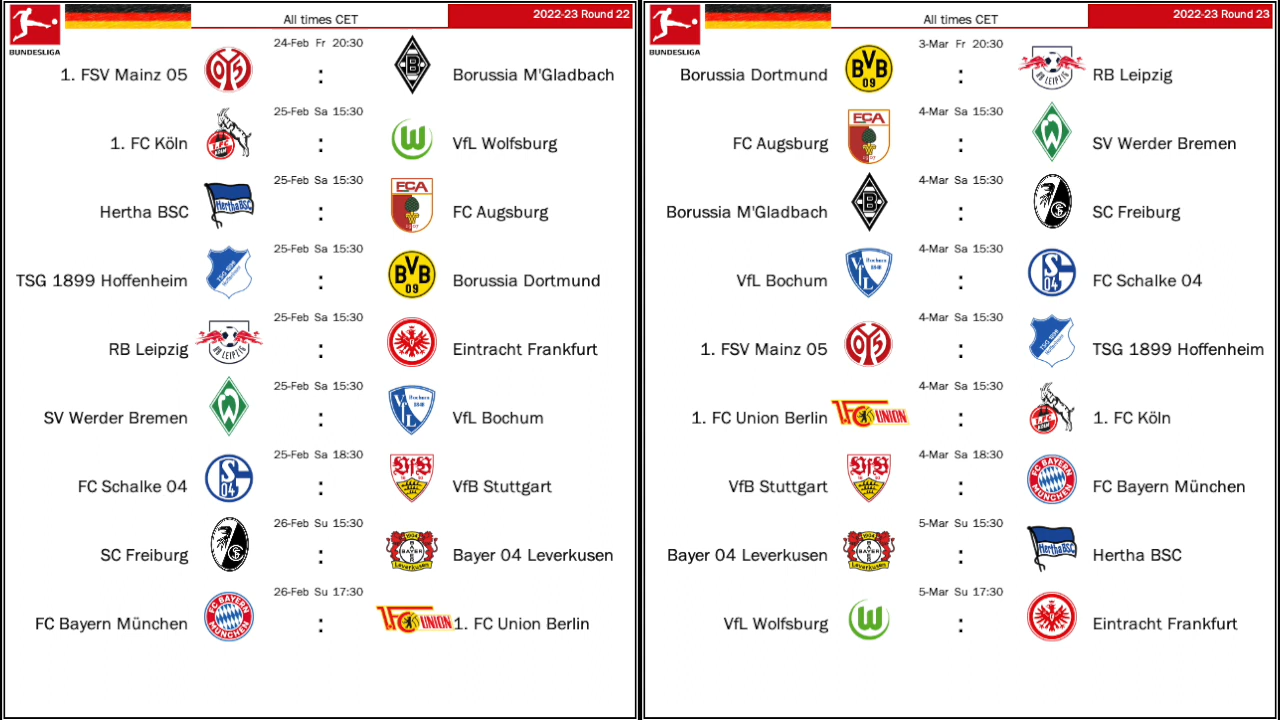 All times CET
2022-23 Round 22
BUNDESLIGA
24-Feb Fr 20:30
1. FSV Mainz 05 : Borussia M'Gladbach
25-Feb Sa 15:30
1. FC Köln : VfL Wolfsburg
25-Feb Sa 15:30
Hertha BSC : FC Augsburg
25-Feb Sa 15:30
TSG 1899 Hoffenheim : Borussia Dortmund
25-Feb Sa 15:30
RB Leipzig : Eintracht Frankfurt
25-Feb Sa 15:30
SV Werder Bremen : VfL Bochum
25-Feb Sa 18:30
FC Schalke 04 : VfB Stuttgart
26-Feb Su 15:30
SC Freiburg : Bayer 04 Leverkusen
26-Feb Su 17:30
FC Bayern München : 1. FC Union Berlin
All times CET
2022-23 Round 23
BUNDESLIGA
3-Mar Fr 20:30
Borussia Dortmund : RB Leipzig
4-Mar Sa 15:30
FC Augsburg : SV Werder Bremen
4-Mar Sa 15:30
Borussia M'Gladbach : SC Freiburg
4-Mar Sa 15:30
VfL Bochum : FC Schalke 04
4-Mar Sa 15:30
1. FSV Mainz 05 : TSG 1899 Hoffenheim
4-Mar Sa 15:30
1. FC Union Berlin : 1. FC Köln
4-Mar Sa 18:30
VfB Stuttgart : FC Bayern München
5-Mar Su 15:30
Bayer 04 Leverkusen : Hertha BSC
5-Mar Su 17:30
VfL Wolfsburg : Eintracht Frankfurt